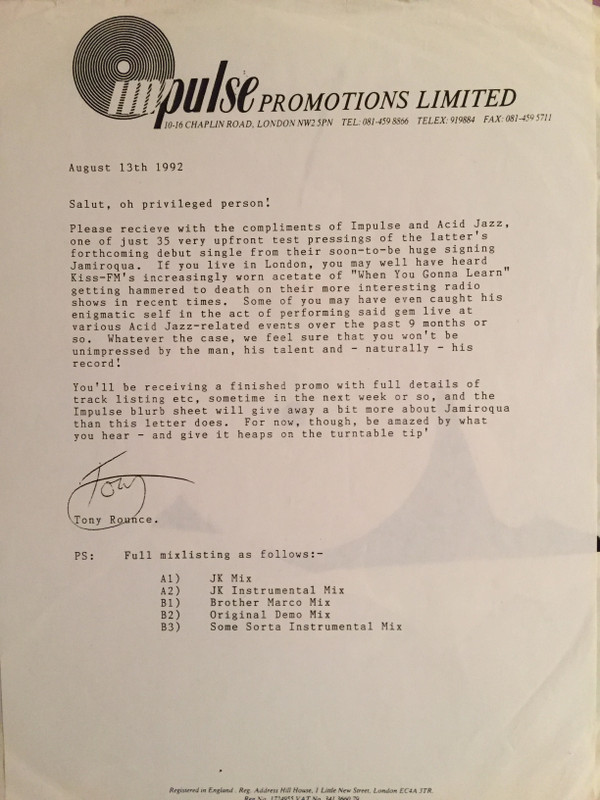 impulse PROMOTIONS LIMITED
10-16 CHAPLIN ROAD, LONDON NW2 5PN TEL: 081-459 8866 TELEX: 919884 FAX: 081-459 5711
August 13th 1992
Salut, oh privileged person!
Please recieve with the compliments of Impulse and Acid Jazz,
one of just 35 very upfront test pressings of the latter's
forthcoming debut single from their soon-to-be huge signing
Jamiroqua. If you live in London, you may well have heard
Kiss-FM's increasingly worn acetate of "When You Gonna Learn"
getting hammered to death on their more interesting radio
shows in recent times. Some of you may have even caught his
enigmatic self in the act of performing said gem live at
various Acid Jazz-related events over the past 9 months or
so. Whatever the case, we feel sure that you won't be
unimpressed by the man, his talent and - naturally - his
record!
You'll be receiving a finished promo with full details of
track listing etc, sometime in the next week or so, and the
Impulse blurb sheet will give away a bit more about Jamiroqua
than this letter does. For now, though, be amazed by what
you hear - and give it heaps on the turntable tip'
Tony
Tony Rounce.
PS: Full mixlisting as follows:-
A1) JK Mix
A2) JK Instrumental Mix
B1) Brother Marco Mix
B2) Original Demo Mix
B3) Some Sorta Instrumental Mix
Registered in England . Reg. Address Hill House, 1 Little New Street, London EC4A 3TR.
Reg No. VAT No.